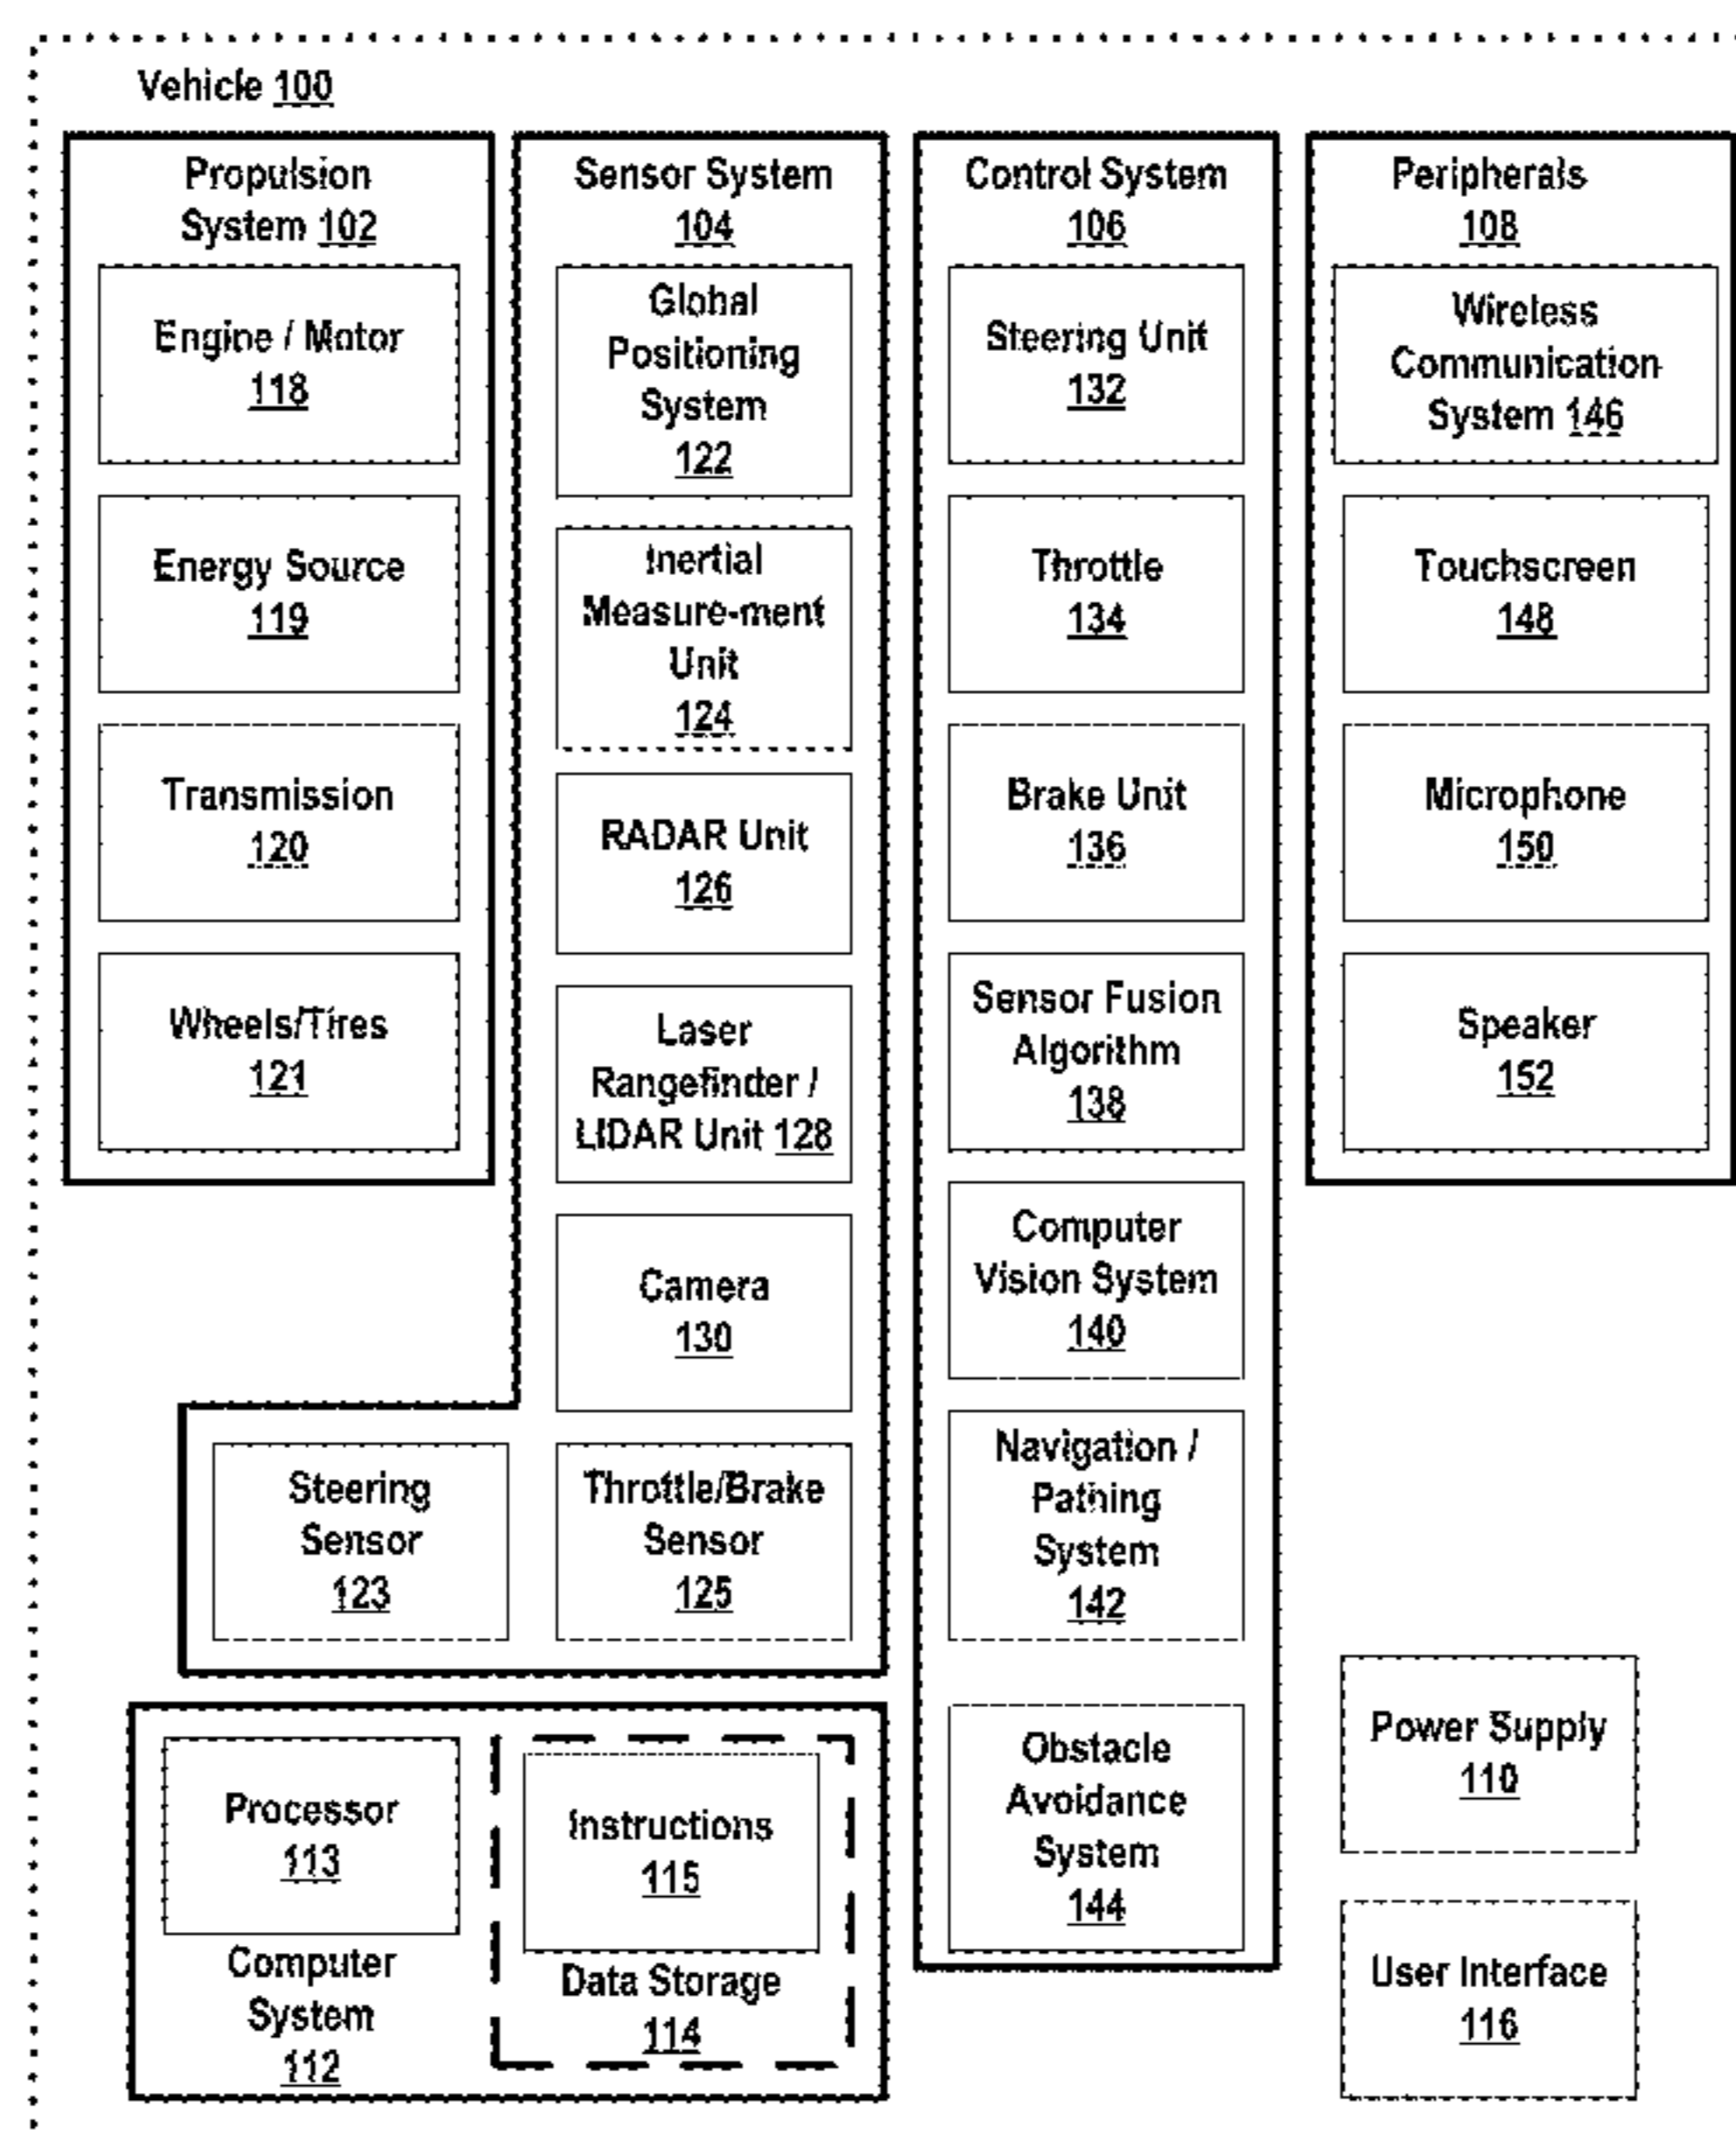 Vehicle 100
Propulsion
System 102
Engine / Motor
118
Energy Source
119
Transmission
120
Wheels/Tires
121
Sensor System
104
Global
Positioning
System
122
Inertial
Measure-ment
Unit
124
RADAR Unit
126
Laser
Rangefinder /
LIDAR Unit 128
Camera
130
Steering
Sensor
123
Throttle/Brake
Sensor
125
Control System
106
Steering Unit
132
Throttle
134
Brake Unit
136
Sensor Fusion
Algorithm
138
Computer
Vision System
140
Navigation /
Pathing
System
142
Obstacle
Avoidance
System
144
Peripherals
108
Wireless
Communication
System 146
Touchscreen
148
Microphone
150
Speaker
152
Processor
113
Computer
System
112
Instructions
115
Data Storage
114
Power Supply
110
User Interface
116